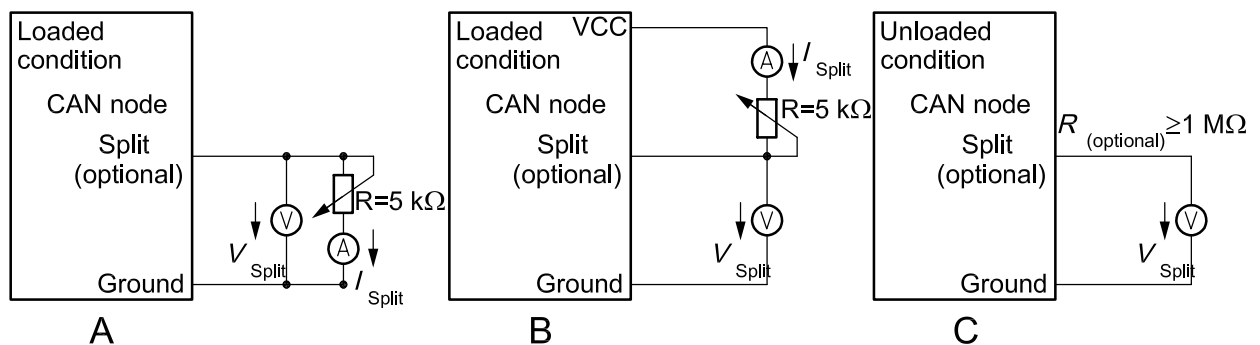 Loaded
condition
CAN node
Split
(optional)
R=5 kΩ
V
A
V Split
I Split
Ground
A
Loaded
condition
VCC
A
I Split
CAN node
R=5 kΩ
Split
(optional)
V
V Split
Ground
B
Unloaded
condition
CAN node
R (optional) ≥1 MΩ
Split
(optional)
V
V Split
Ground
C